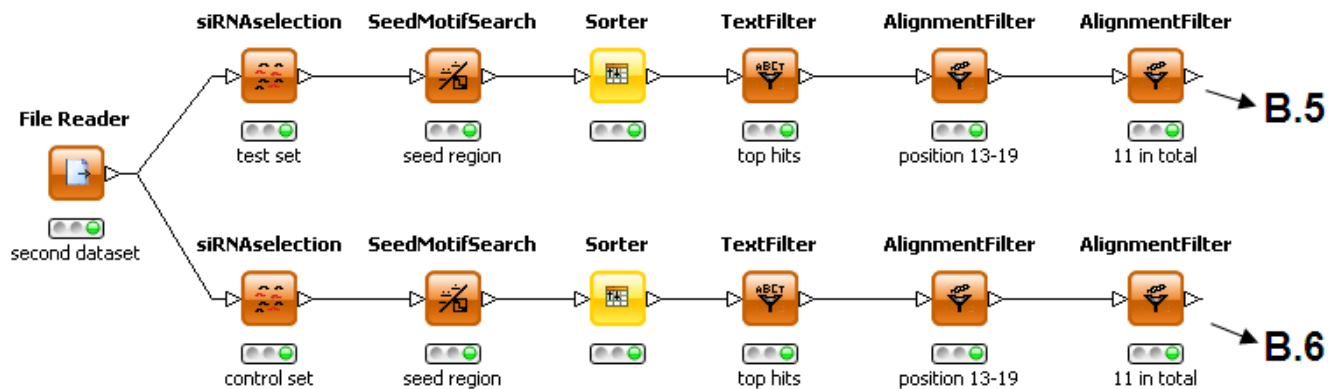 siRNAselection SeedMotifSearch Sorter TextFilter AlignmentFilter AlignmentFilter
B.5
test set seed region top hits position 13-19 11 in total
File Reader
second dataset
siRNAselection SeedMotifSearch Sorter TextFilter AlignmentFilter AlignmentFilter
B.6
control set seed region top hits position 13-19 11 in total